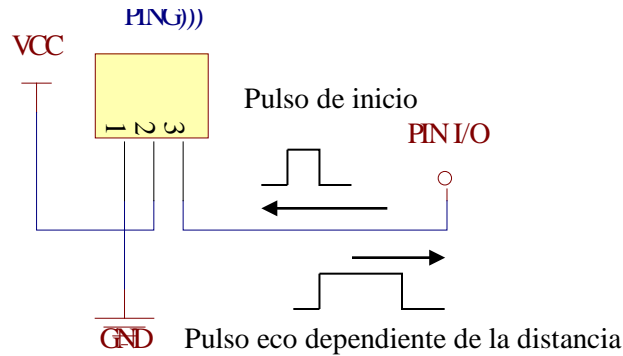 PING)))
VCC
Pulso de inicio
1 2 3
PIN I/O
GND
Pulso eco dependiente de la distancia